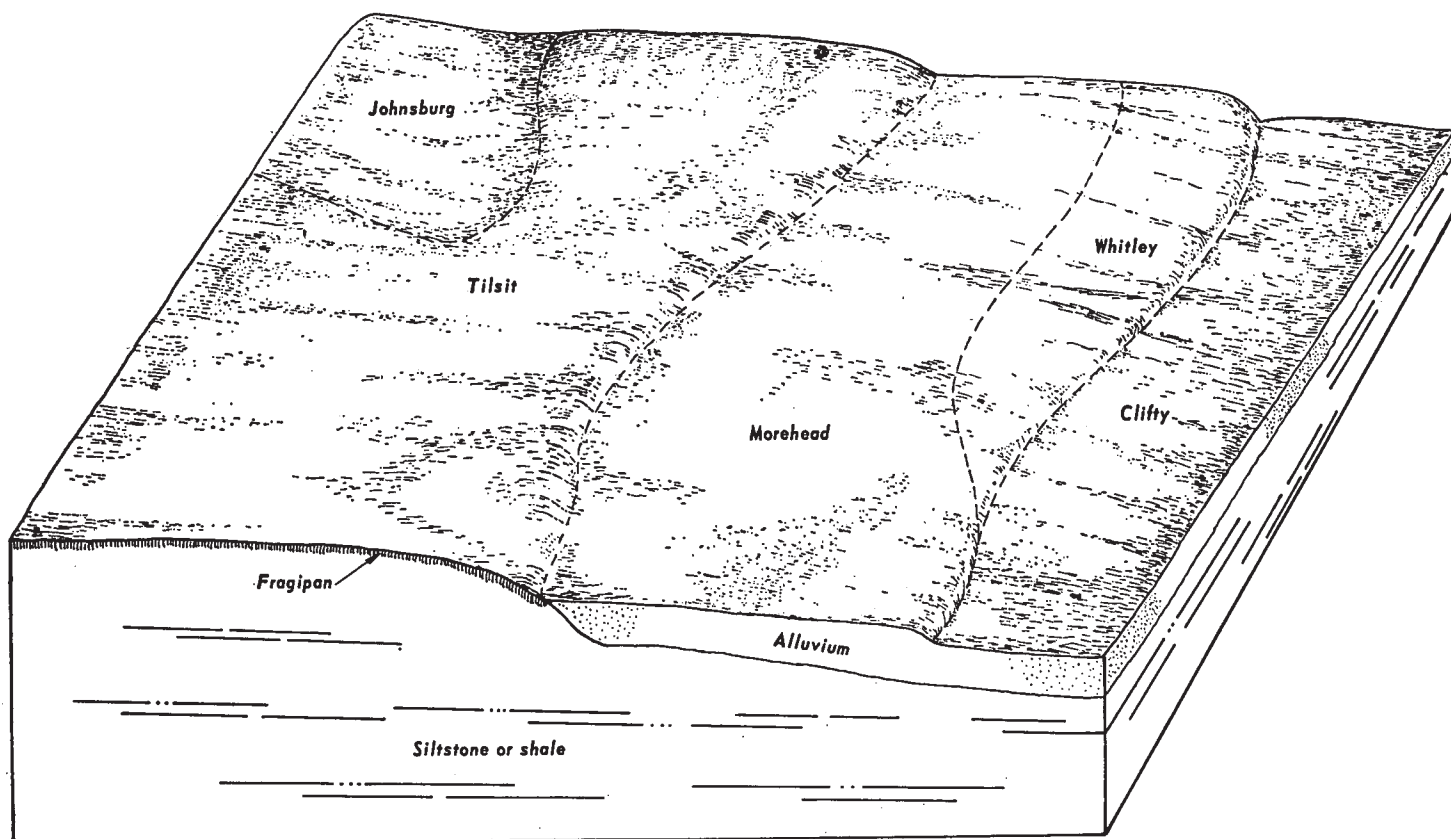 Johnsburg
Whitley
Tilsit
Clifty
Morehead
Fragipan
Alluvium
Siltstone or shale